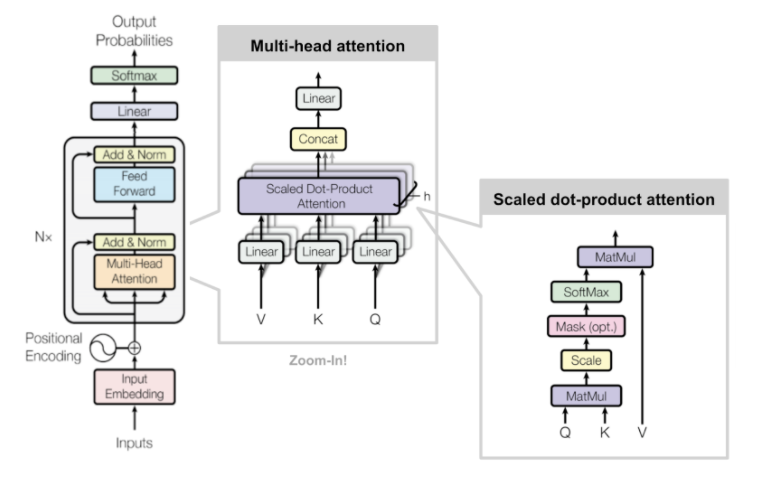 Output
Probabilities
Softmax
Linear
Add & Norm
Feed
Forward
Add & Norm
Multi-Head
Attention
N×
Positional
Encoding
Input
Embedding
Inputs
Multi-head attention
Linear
Concat
Scaled Dot-Product
Attention
h
Linear
Linear
Linear
V
K
Q
Zoom-In!
Scaled dot-product attention
MatMul
SoftMax
Mask (opt.)
Scale
MatMul
Q
K
V